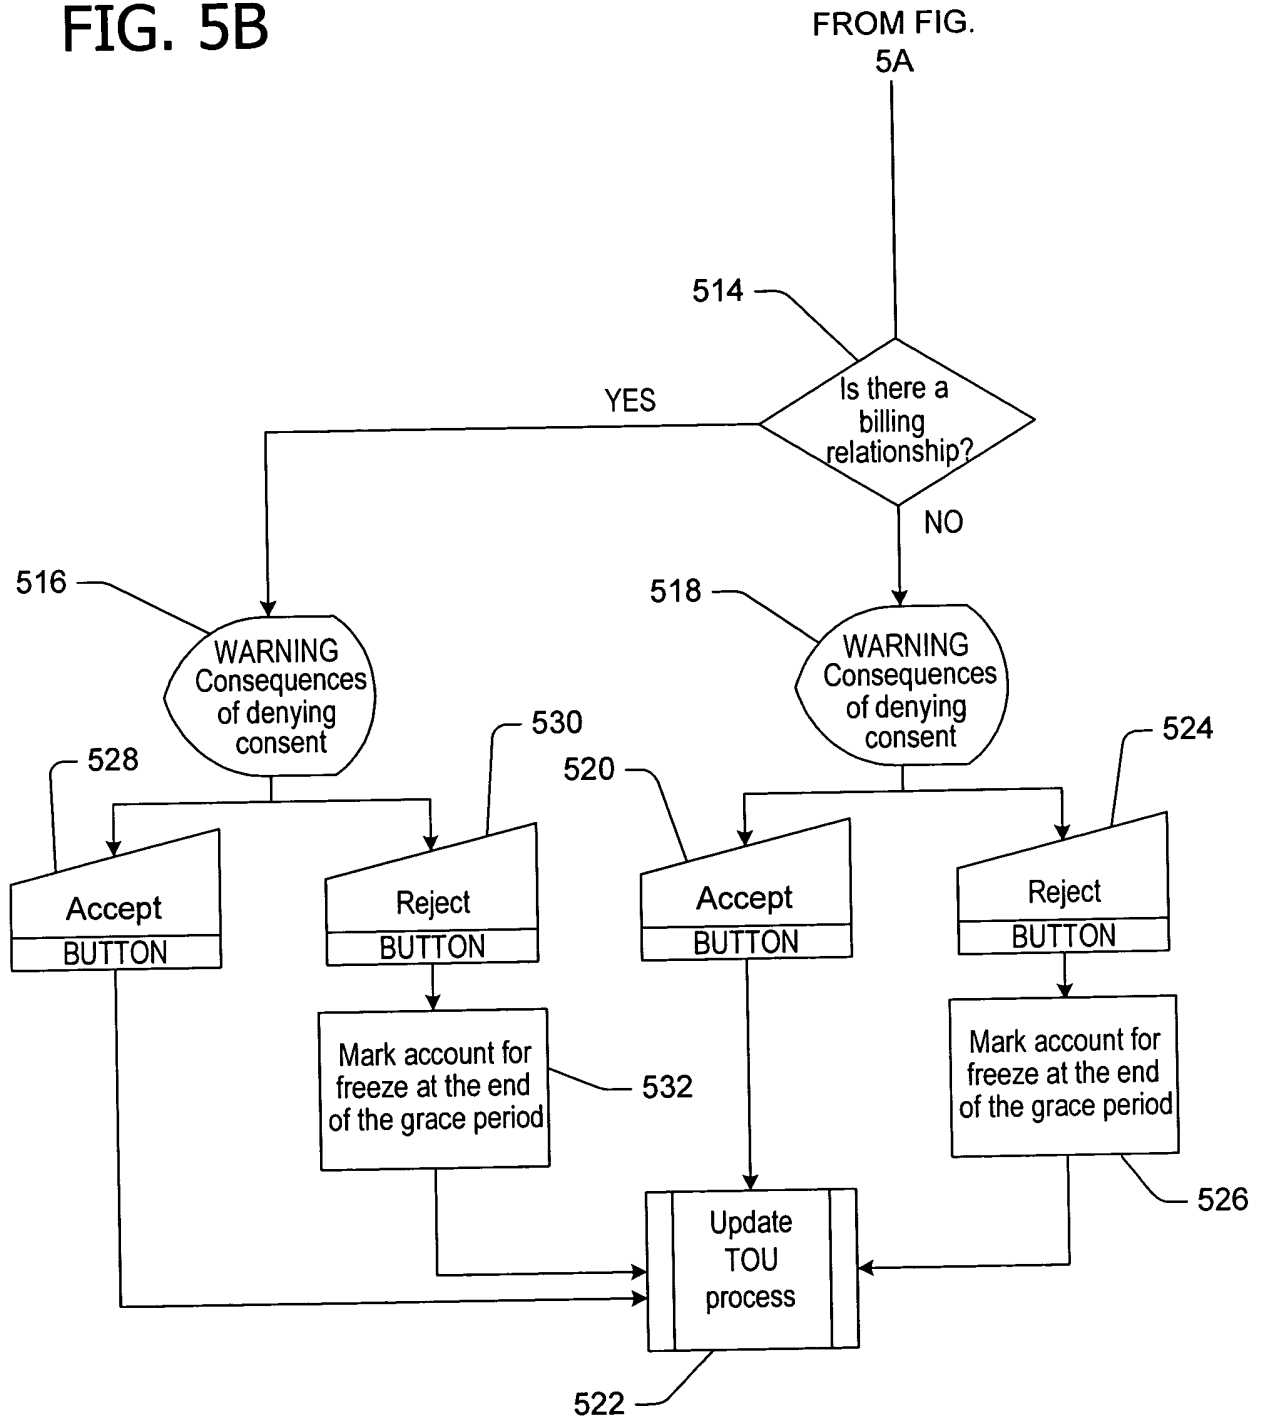 FIG. 5B
FROM FIG.
5A
514
Is there a
billing
relationship?
YES
NO
516
WARNING
Consequences
of denying
consent
518
WARNING
Consequences
of denying
consent
528
Accept
BUTTON
530
Reject
BUTTON
520
Accept
BUTTON
524
Reject
BUTTON
Mark account for
freeze at the end
of the grace period
532
Mark account for
freeze at the end
of the grace period
526
Update
TOU
process
522